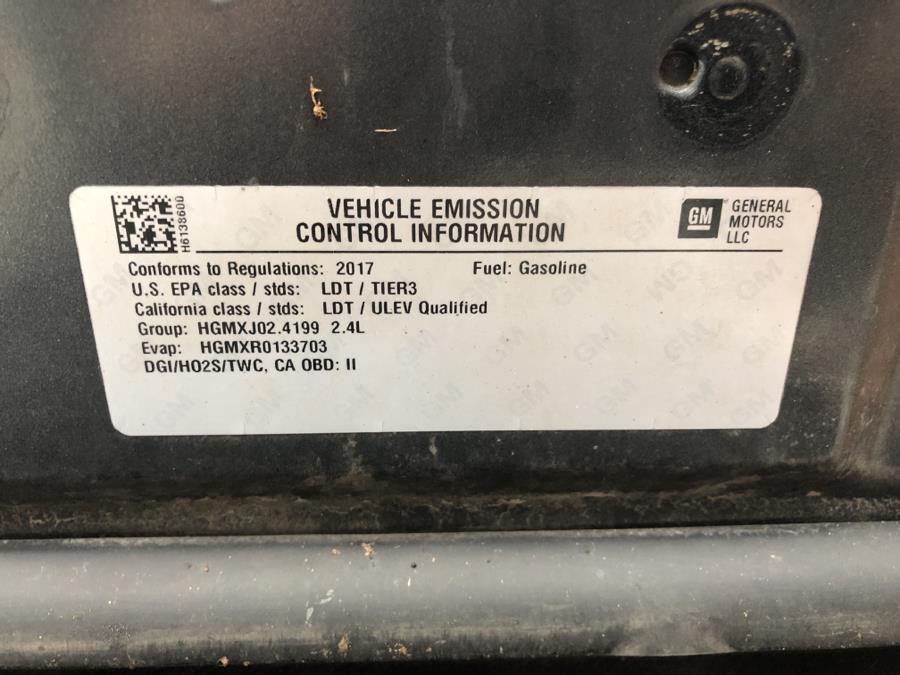 H6138600
VEHICLE EMISSION
CONTROL INFORMATION
GM
GENERAL
MOTORS
LLC
Conforms to Regulations: 2017 Fuel: Gasoline
U.S. EPA class / stds: LDT / TIER3
California class / stds: LDT / ULEV Qualified
Group: HGMXJ02.4199 2.4L
Evap: HGMXR0133703
DGI/HO2S/TWC, CA OBD: II